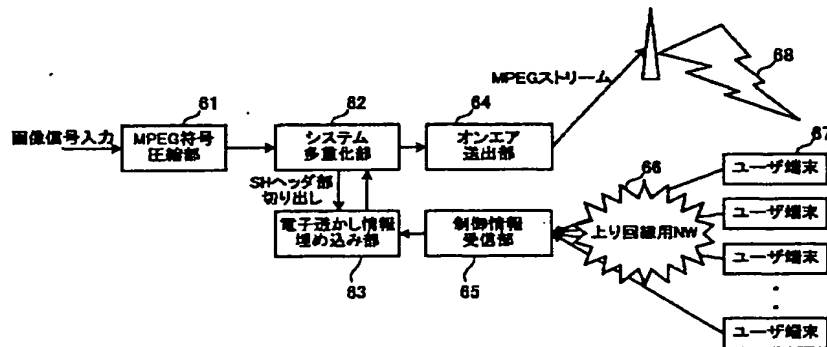 61
62
64
MPEGストリーム
68
画像信号入力
MPEG符号
圧縮部
システム
多重化部
オンエア
送出部
67
SHヘッダ部
切り出し
66
ユーザ端末
電子透かし情報
埋め込み部
制御情報
受信部
上り回線用NW
ユーザ端末
ユーザ端末
63
65
ユーザ端末